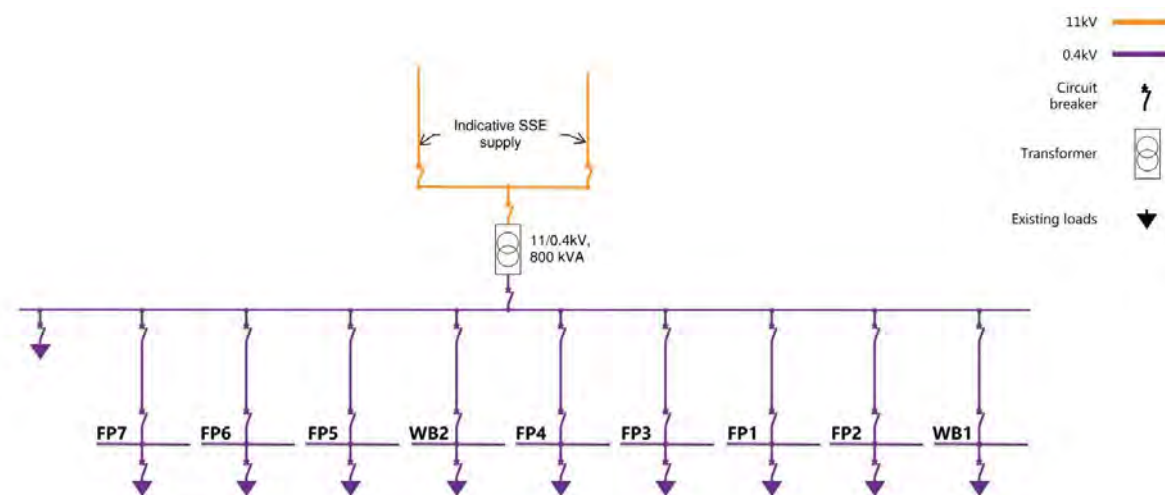 11kV
0.4kV
Circuit
breaker
Transformer
Existing loads
Indicative SSE
supply
11/0.4kV,
800 kVA
FP7
FP6
FP5
WB2
FP4
FP3
FP1
FP2
WB1